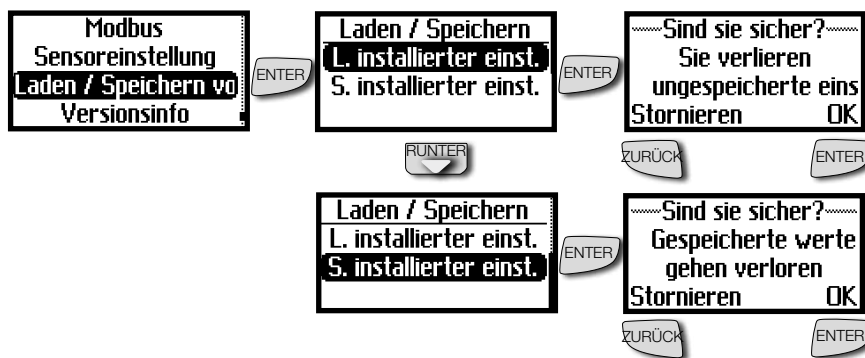 Modbus
Sensoreinstellung
Laden / Speichern vo
Versionsinfo
ENTER
Laden / Speichern
L. installierter einst.
S. installierter einst.
ENTER
Sind sie sicher?
Sie verlieren
ungespeicherte eins
Stornieren OK
RUNTER
ZURÜCK
ENTER
Laden / Speichern
L. installierter einst.
S. installierter einst.
ENTER
Sind sie sicher?
Gespeicherte werte
gehen verloren
Stornieren OK
ZURÜCK
ENTER